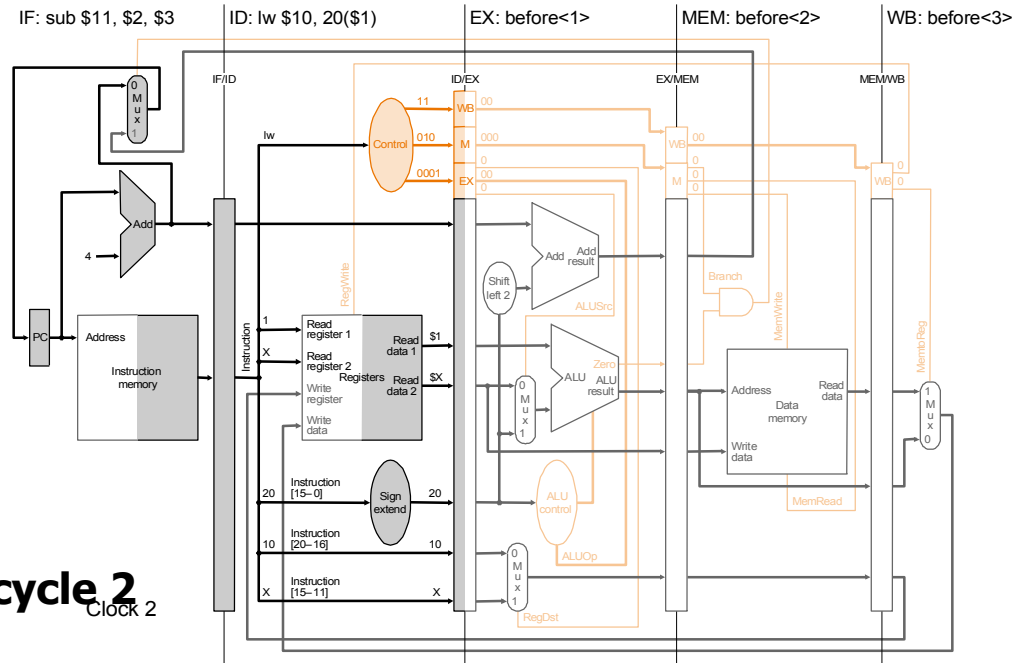 IF: sub $11, $2, $3
ID: lw $10, 20($1)
EX: before<1>
MEM: before<2>
WB: before<3>
IF/ID
ID/EX
EX/MEM
MEM/WB
0
M
u
x
1
lw
Control
11
010
0001
WB
M
EX
00
000
0
00
0
WB
M
00
0
0
0
WB
0
0
Add
4
RegWrite
Shift
left 2
Add
Add
result
ALUSrc
Branch
MemWrite
MemtoReg
PC
Address
Instruction
memory
Instruction
1
X
Read
register 1
Read
register 2
Write
register
Write
data
Registers
Read
data 1
Read
data 2
$1
$X
0
M
u
x
1
ALU
Zero
ALU
result
Address
Write
data
Data
memory
Read
data
MemRead
1
M
u
x
0
20
Instruction
[15–0]
Sign
extend
20
ALU
control
ALUOp
10
Instruction
[20–16]
10
X
Instruction
[15–11]
X
0
M
u
x
1
RegDst
cycle 2
Clock 2